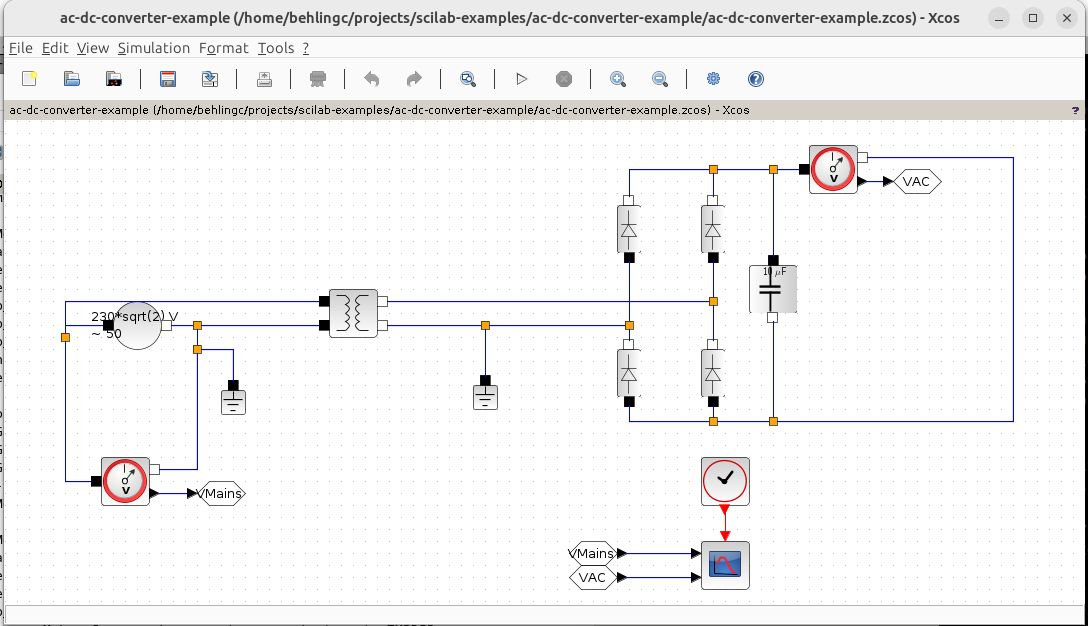 ac-dc-converter-example (/home/behlingc/projects/scilab-examples/ac-dc-converter-example/ac-dc-converter-example.zcos) - Xcos
File Edit View Simulation Format Tools ?
ac-dc-converter-example (/home/behlingc/projects/scilab-examples/ac-dc-converter-example/ac-dc-converter-example.zcos) - Xcos ?
I
V
VAC
10 μF
230*sqrt(2) V
~ 50
I
V
VMains
VMains
VAC